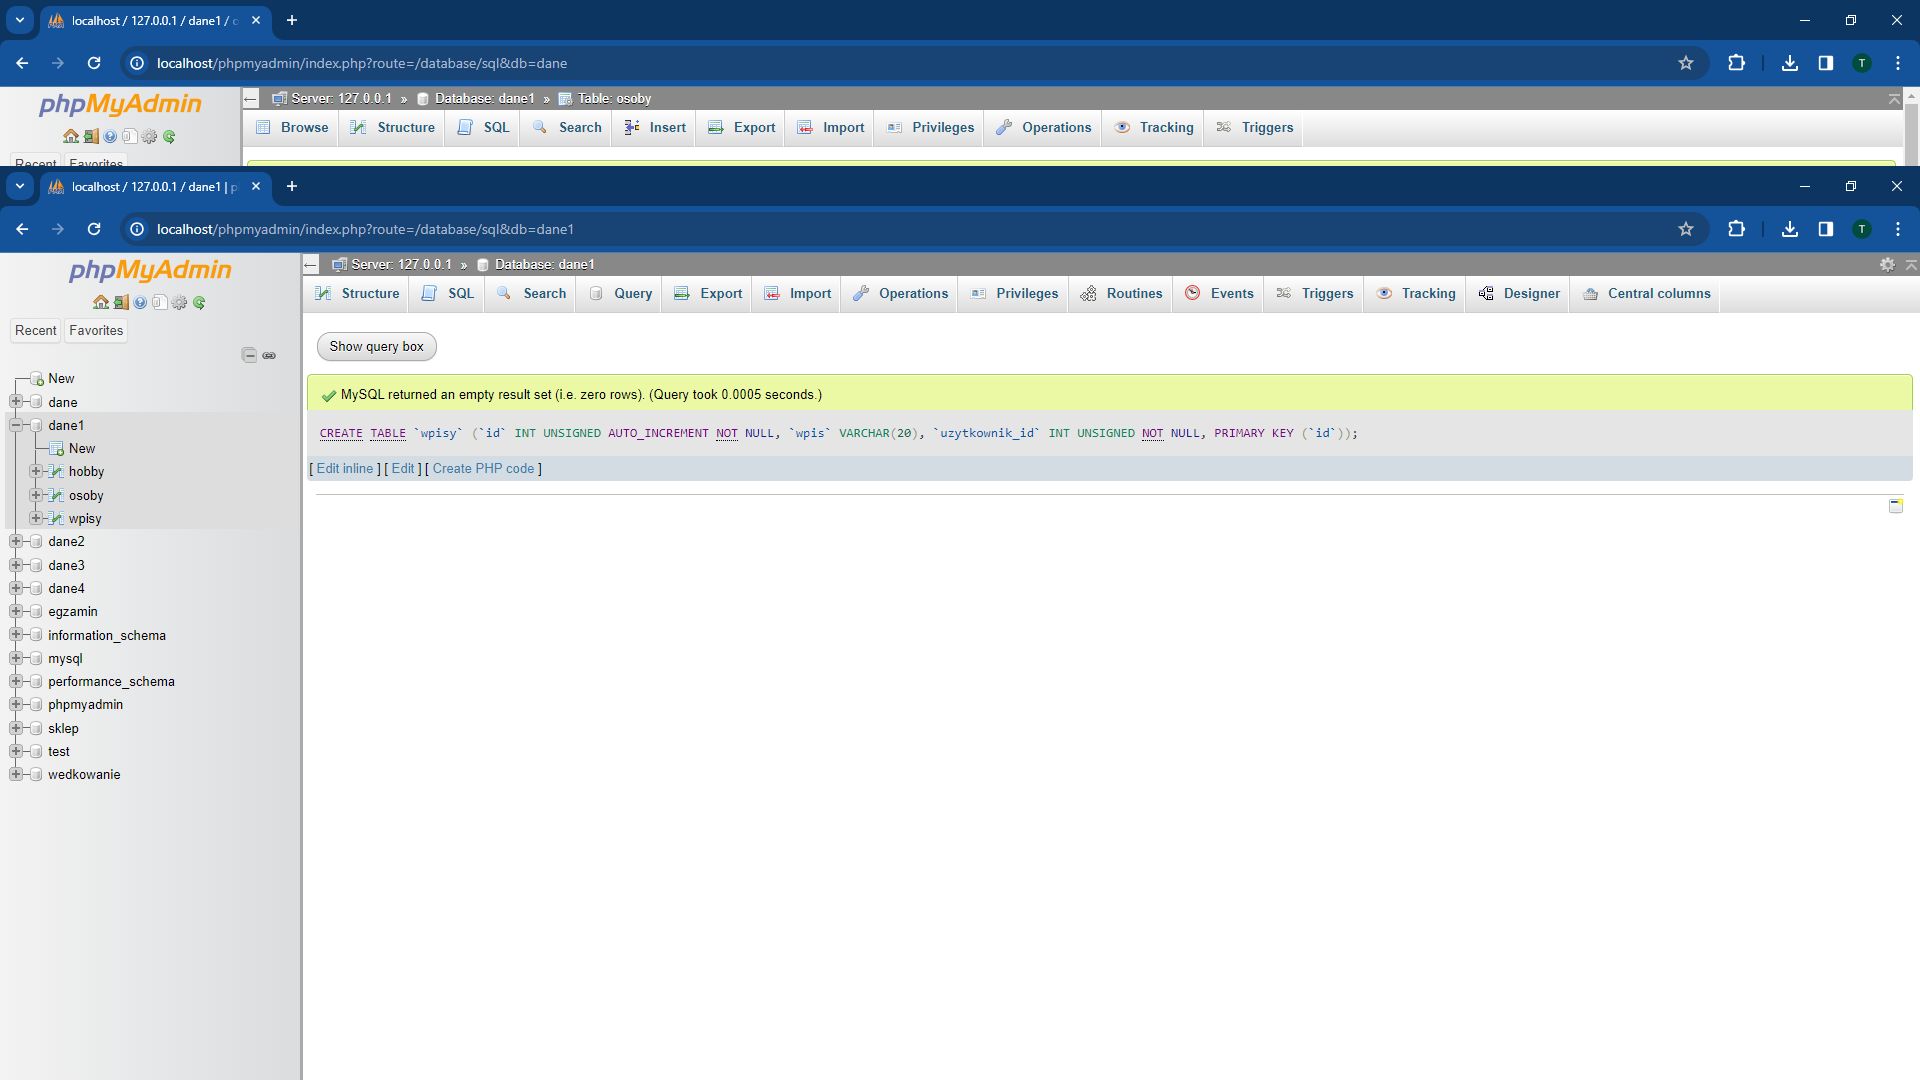 localhost / 127.0.0.1 / dane1 /
localhost/phpmyadmin/index.php?route=/database/sql&db=dane
T
phpMyAdmin
Server: 127.0.0.1 » Database: dane1 » Table: osoby
Browse Structure SQL Search Insert Export Import Privileges Operations Tracking Triggers
Recent Favorites
localhost / 127.0.0.1 / dane1 | p
localhost/phpmyadmin/index.php?route=/database/sql&db=dane1
T
phpMyAdmin
Server: 127.0.0.1 » Database: dane1
Structure SQL Search Query Export Import Operations Privileges Routines Events Triggers Tracking Designer Central columns
Recent Favorites
New
dane
dane1
New
hobby
osoby
wpisy
dane2
dane3
dane4
egzamin
information_schema
mysql
performance_schema
phpmyadmin
sklep
test
wedkowanie
Show query box
MySQL returned an empty result set (i.e. zero rows). (Query took 0.0005 seconds.)
CREATE TABLE `wpisy` (`id` INT UNSIGNED AUTO_INCREMENT NOT NULL, `wpis` VARCHAR(20), `uzytkownik_id` INT UNSIGNED NOT NULL, PRIMARY KEY (`id`));
[ Edit inline ] [ Edit ] [ Create PHP code ]